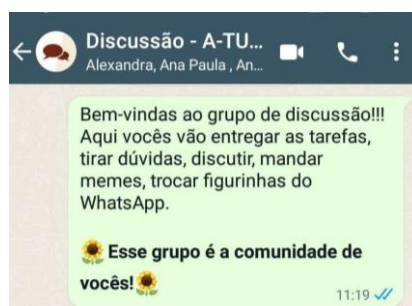 Discussão - A-TU...
Alexandra, Ana Paula , An...
Bem-vindas ao grupo de discussão!!!
Aqui vocês vão entregar as tarefas,
tirar dúvidas, discutir, mandar
memes, trocar figurinhas do
WhatsApp.
🌻 Esse grupo é a comunidade de
vocês!🌻
11:19